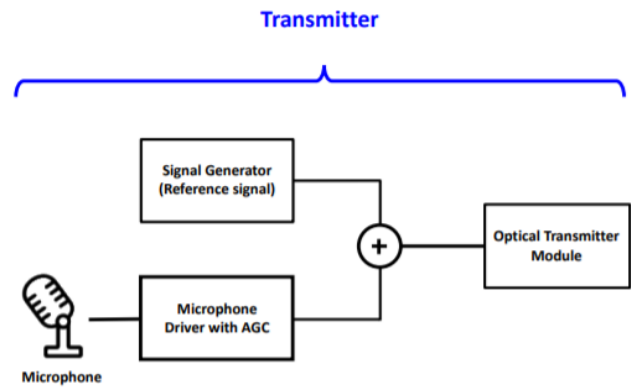 Transmitter
Signal Generator
(Reference signal)
+
Optical Transmitter
Module
Microphone
Driver with AGC
Microphone